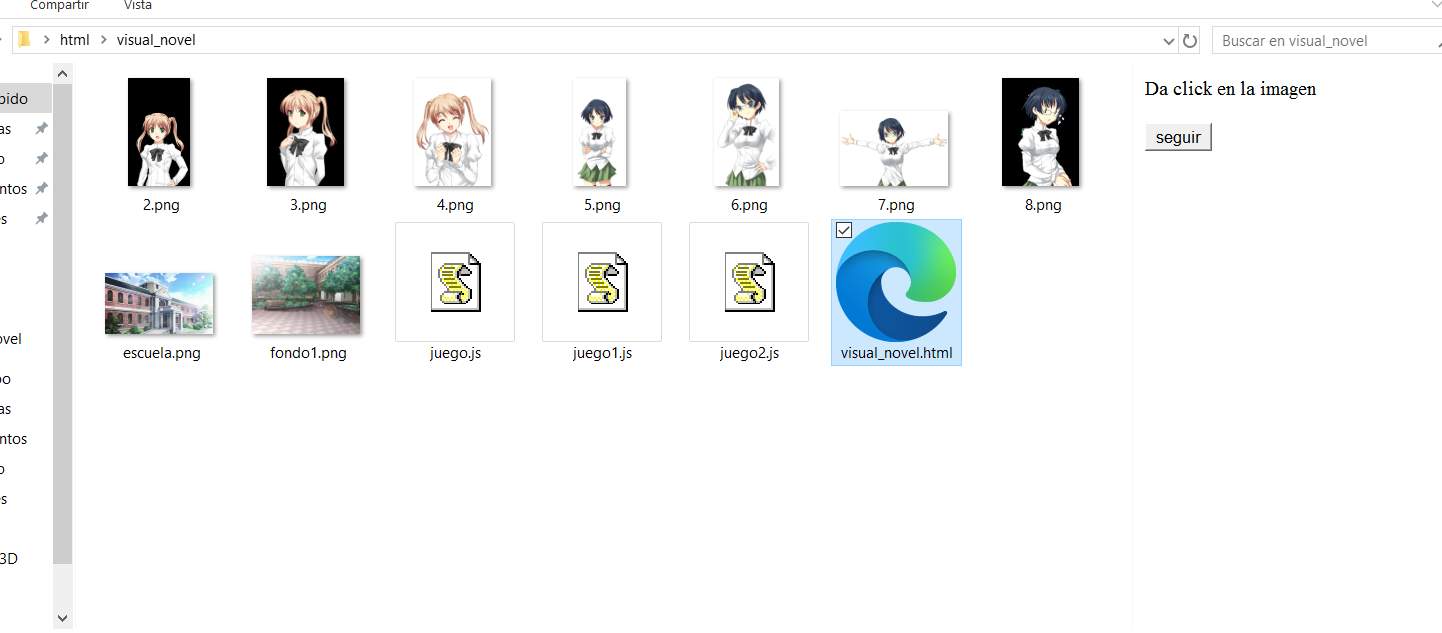 Compartir Vista
html visual_novel
Buscar en visual_novel
pido
as
o
ntos
es
ovel
po
as
ntos
o
es
3D
2.png 3.png 4.png 5.png 6.png 7.png 8.png
escuela.png fondo1.png juego.js juego1.js juego2.js visual_novel.html
Da click en la imagen
seguir